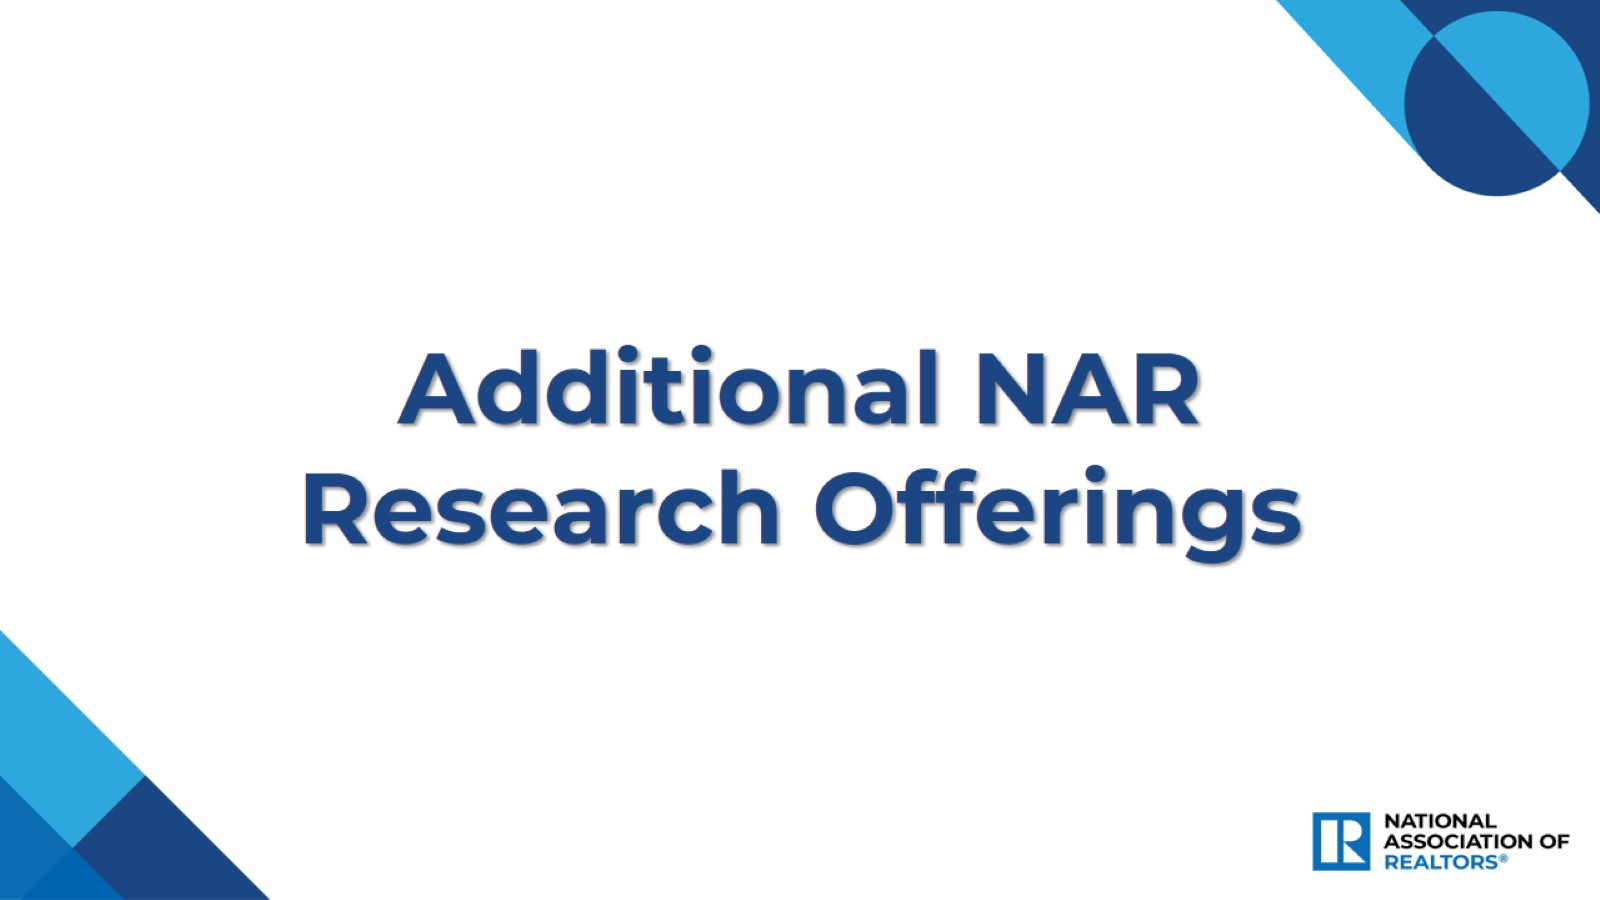 Additional NAR
Research Offerings
NATIONAL
ASSOCIATION OF
REALTORS®